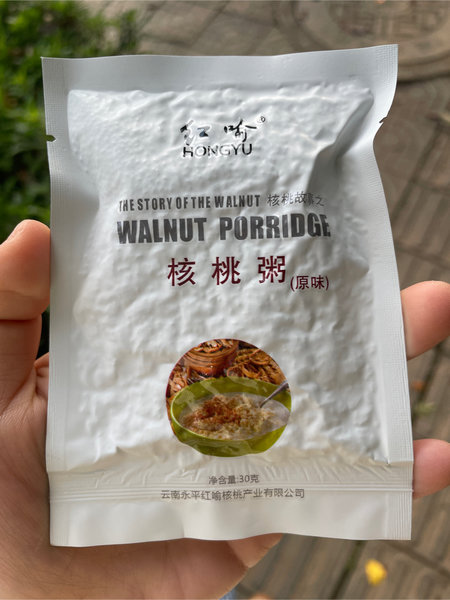 红喻®
HONGYU
THE STORY OF THE WALNUT 核桃故事之
WALNUT PORRIDGE
核桃粥(原味)
净含量:30克
云南永平红喻核桃产业有限公司